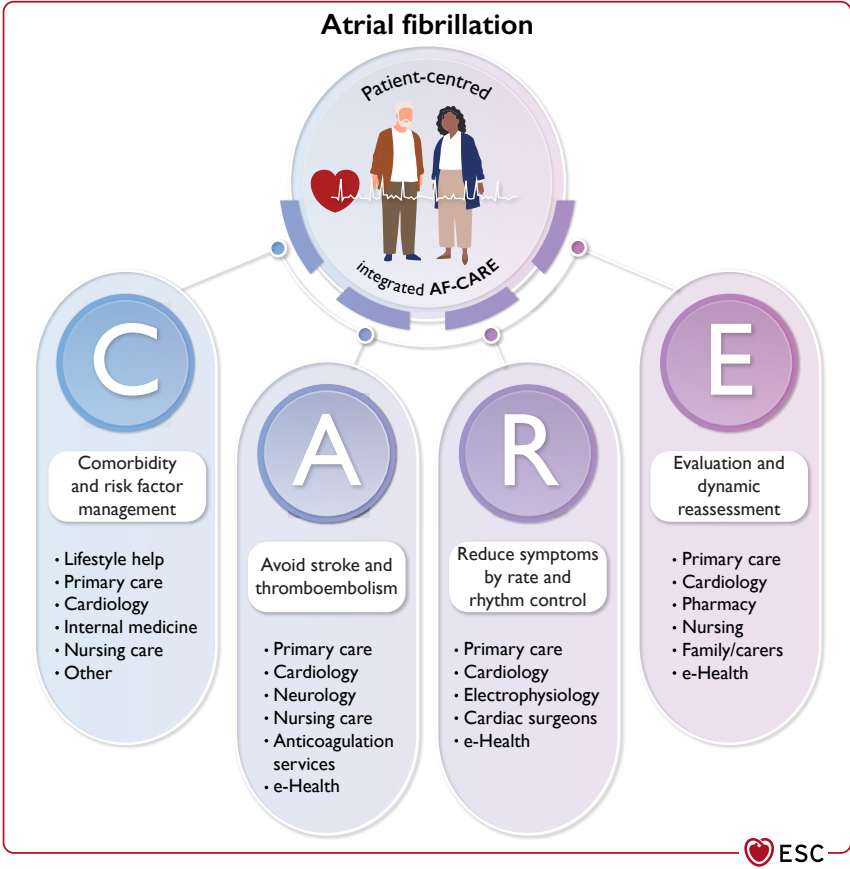 Atrial fibrillation
Patient-centred
integrated AF-CARE
C
Comorbidity
and risk factor
management
• Lifestyle help
• Primary care
• Cardiology
• Internal medicine
• Nursing care
• Other
A
Avoid stroke and
thromboembolism
• Primary care
• Cardiology
• Neurology
• Nursing care
• Anticoagulation
services
• e-Health
R
Reduce symptoms
by rate and
rhythm control
• Primary care
• Cardiology
• Electrophysiology
• Cardiac surgeons
• e-Health
E
Evaluation and
dynamic
reassessment
• Primary care
• Cardiology
• Pharmacy
• Nursing
• Family/carers
• e-Health
ESC